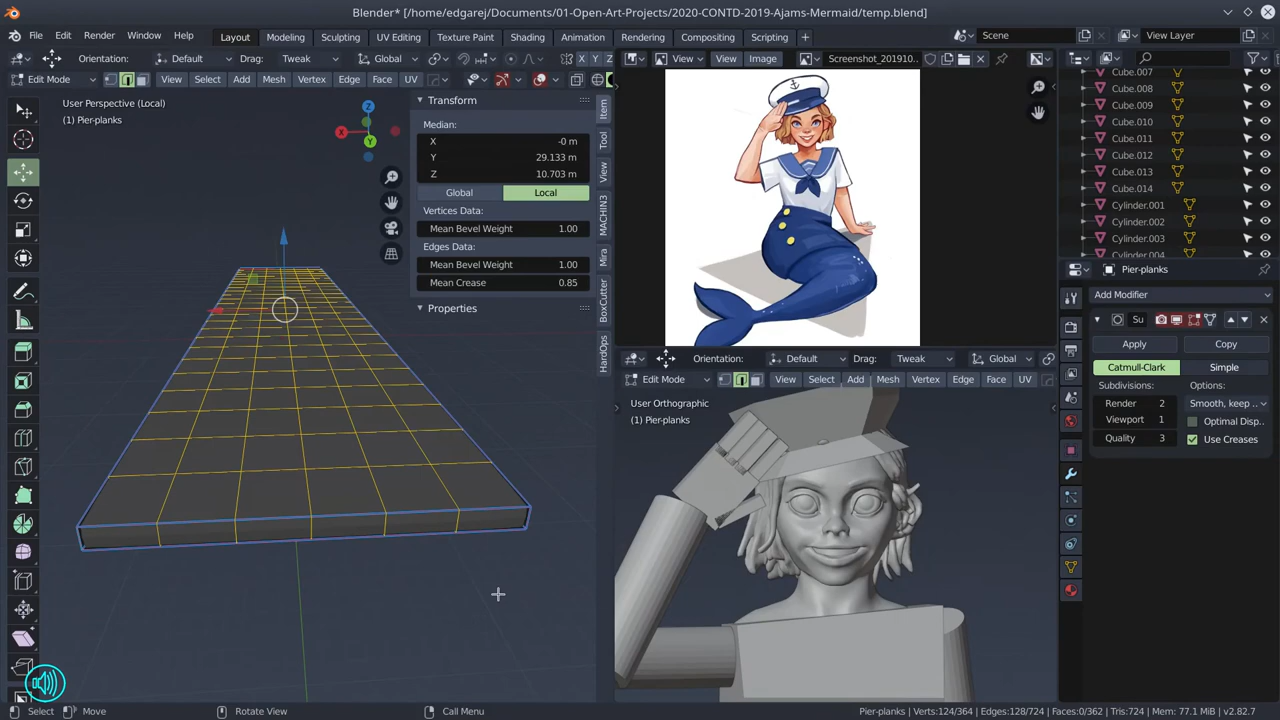 Blender* [/home/edgarej/Documents/01-Open-Art-Projects/2020-CONTD-2019-Ajams-Mermaid/temp.blend]
File Edit Render Window Help Layout Modeling Sculpting UV Editing Texture Paint Shading Animation Rendering Compositing Scripting + Scene View Layer
Orientation: Default Drag: Tweak Global X Y Z
View View Image Screenshot_201910..
Edit Mode View Select Add Mesh Vertex Edge Face UV
User Perspective (Local)
(1) Pier-planks
Z
X
Y
Transform
Median:
X -0 m
Y 29.133 m
Z 10.703 m
Global Local
Vertices Data:
Mean Bevel Weight 1.00
Edges Data:
Mean Bevel Weight 1.00
Mean Crease 0.85
Properties
Item
Tool
View
MACHIN3
Mira
BoxCutter
HardOps
Cube.007
Cube.008
Cube.009
Cube.010
Cube.011
Cube.012
Cube.013
Cube.014
Cylinder.001
Cylinder.002
Cylinder.003
Cylinder.004
Orientation: Default Drag: Tweak Global
Edit Mode View Select Add Mesh Vertex Edge Face UV
User Orthographic
(1) Pier-planks
Pier-planks
Add Modifier
Su
Apply Copy
Catmull-Clark Simple
Subdivisions: Options:
Render 2 Smooth, keep ..
Viewport 1 Optimal Disp..
Quality 3 Use Creases
Select Move Rotate View Call Menu Pier-planks | Verts:124/364 | Edges:128/724 | Faces:0/362 | Tris:724 | Mem: 77.1 MiB | v2.82.7